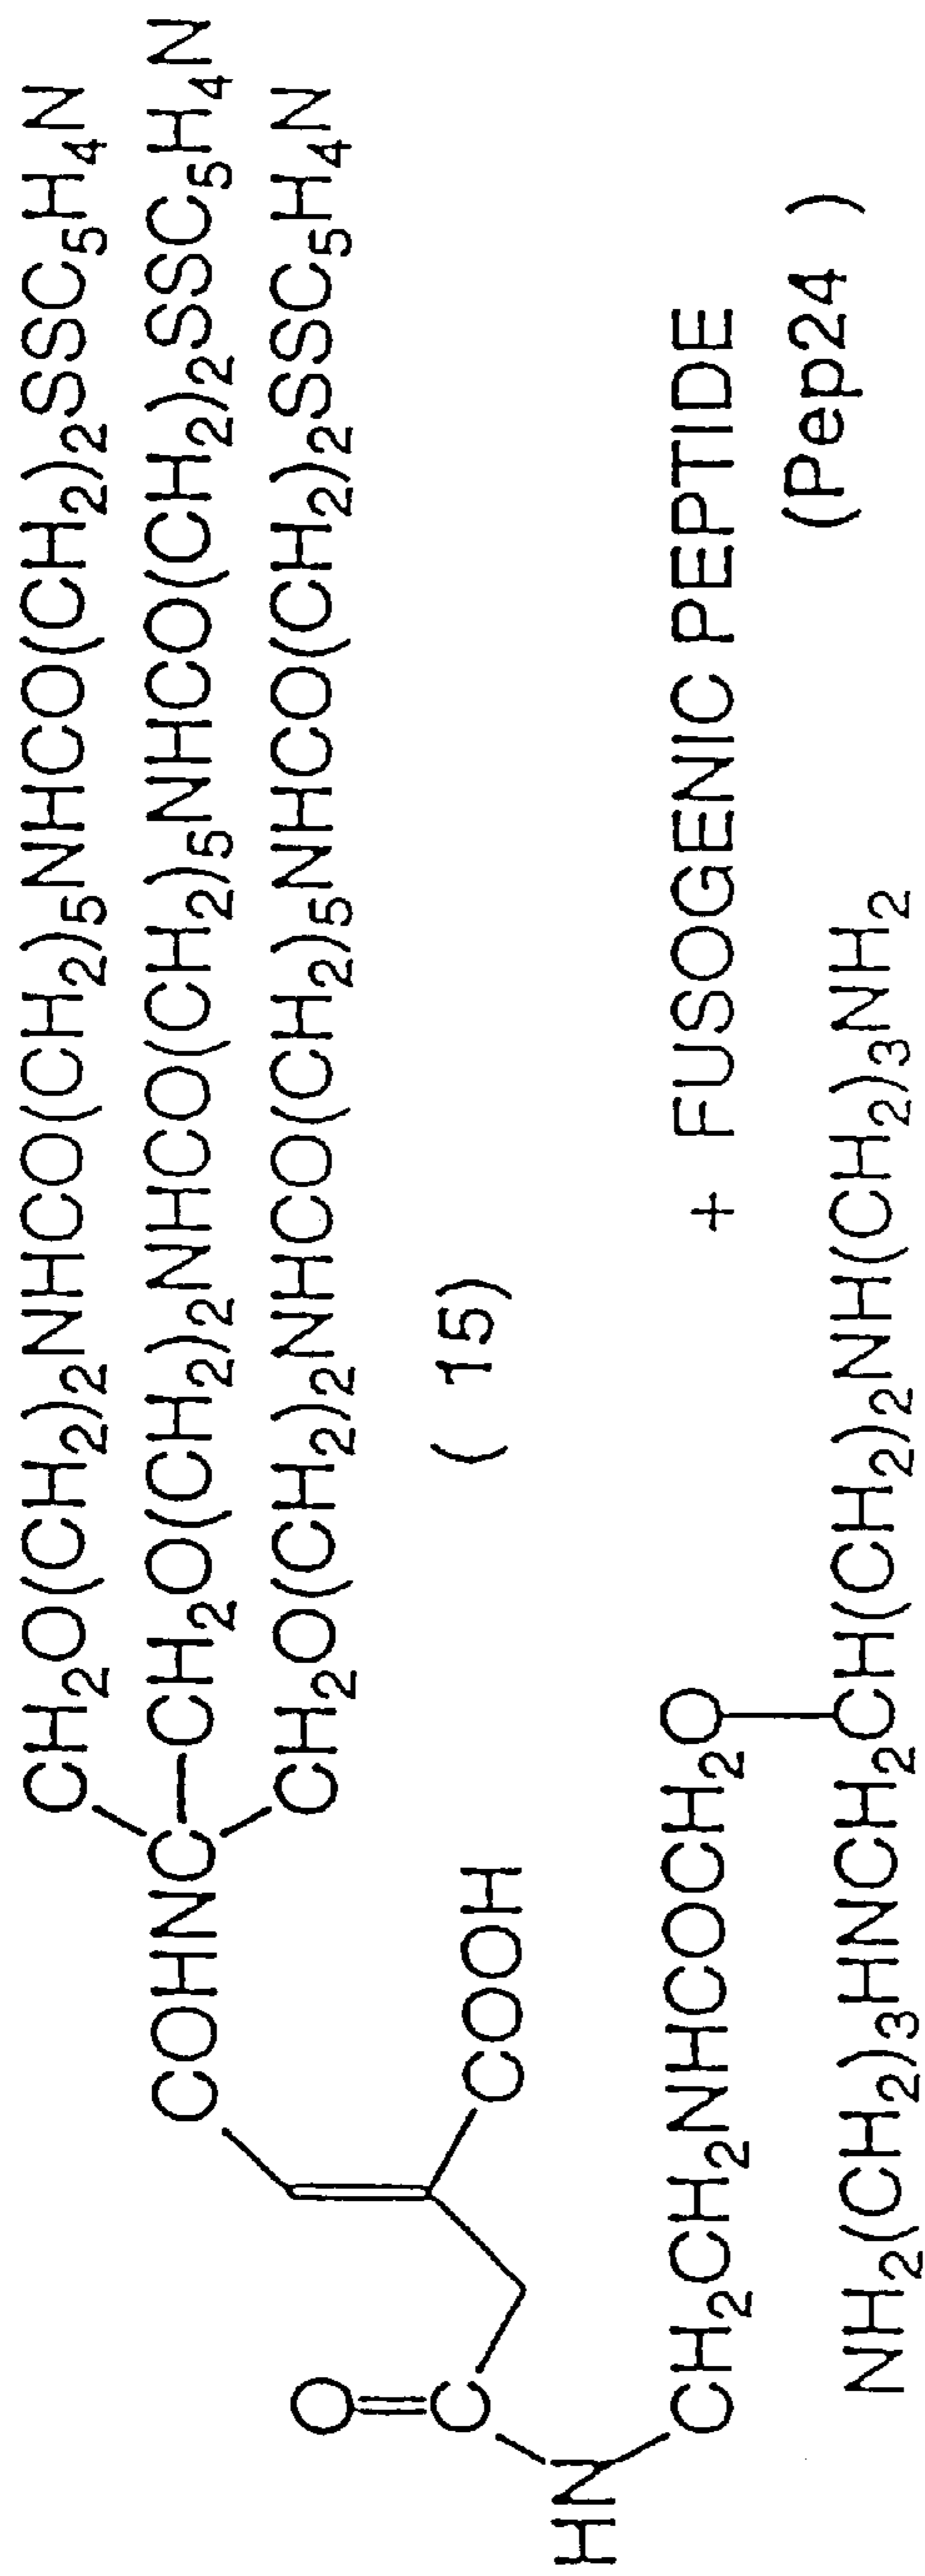 CH2O(CH2)2NHCO(CH2)5NHCO(CH2)2SSC5H4N
COHNC–CH2O(CH2)2NHCO(CH2)5NHCO(CH2)2SSC5H4N
CH2O(CH2)2NHCO(CH2)5NHCO(CH2)2SSC5H4N
O
C
COOH
( 15)
HN
CH2CH2NHCOCH2O
+ FUSOGENIC PEPTIDE
(Pep24 )
NH2(CH2)3HNCH2CH(CH2)2NH(CH2)3NH2